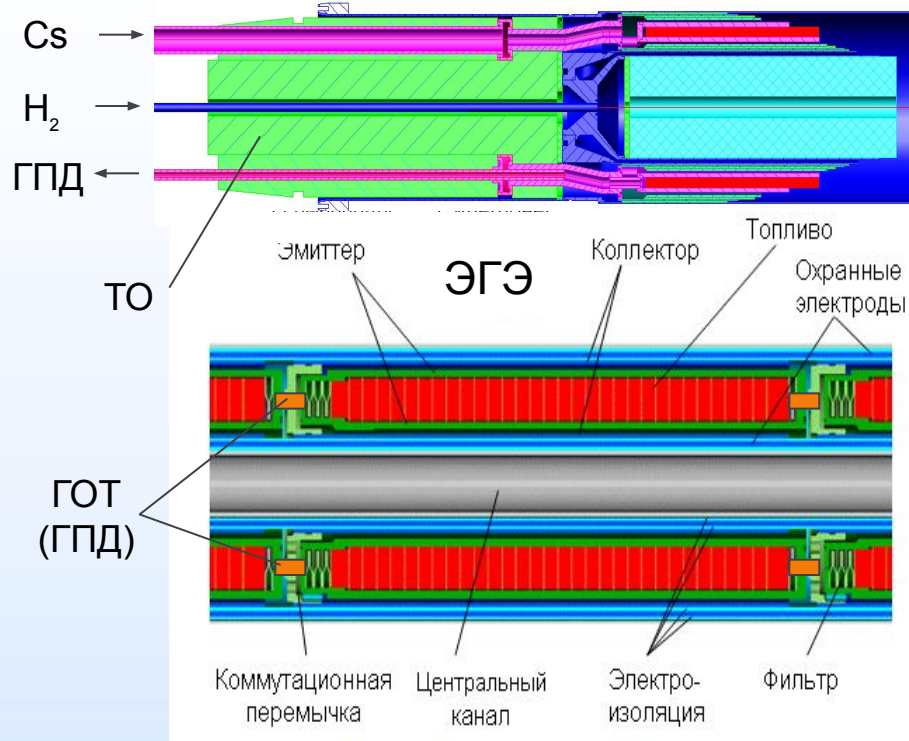 Cs
H₂
ГПД
ТО
Эмиттер
ЭГЭ
Коллектор
Топливо
Охранные
электроды
ГОТ
(ГПД)
Коммутационная
перемычка
Центральный
канал
Электро-
изоляция
Фильтр